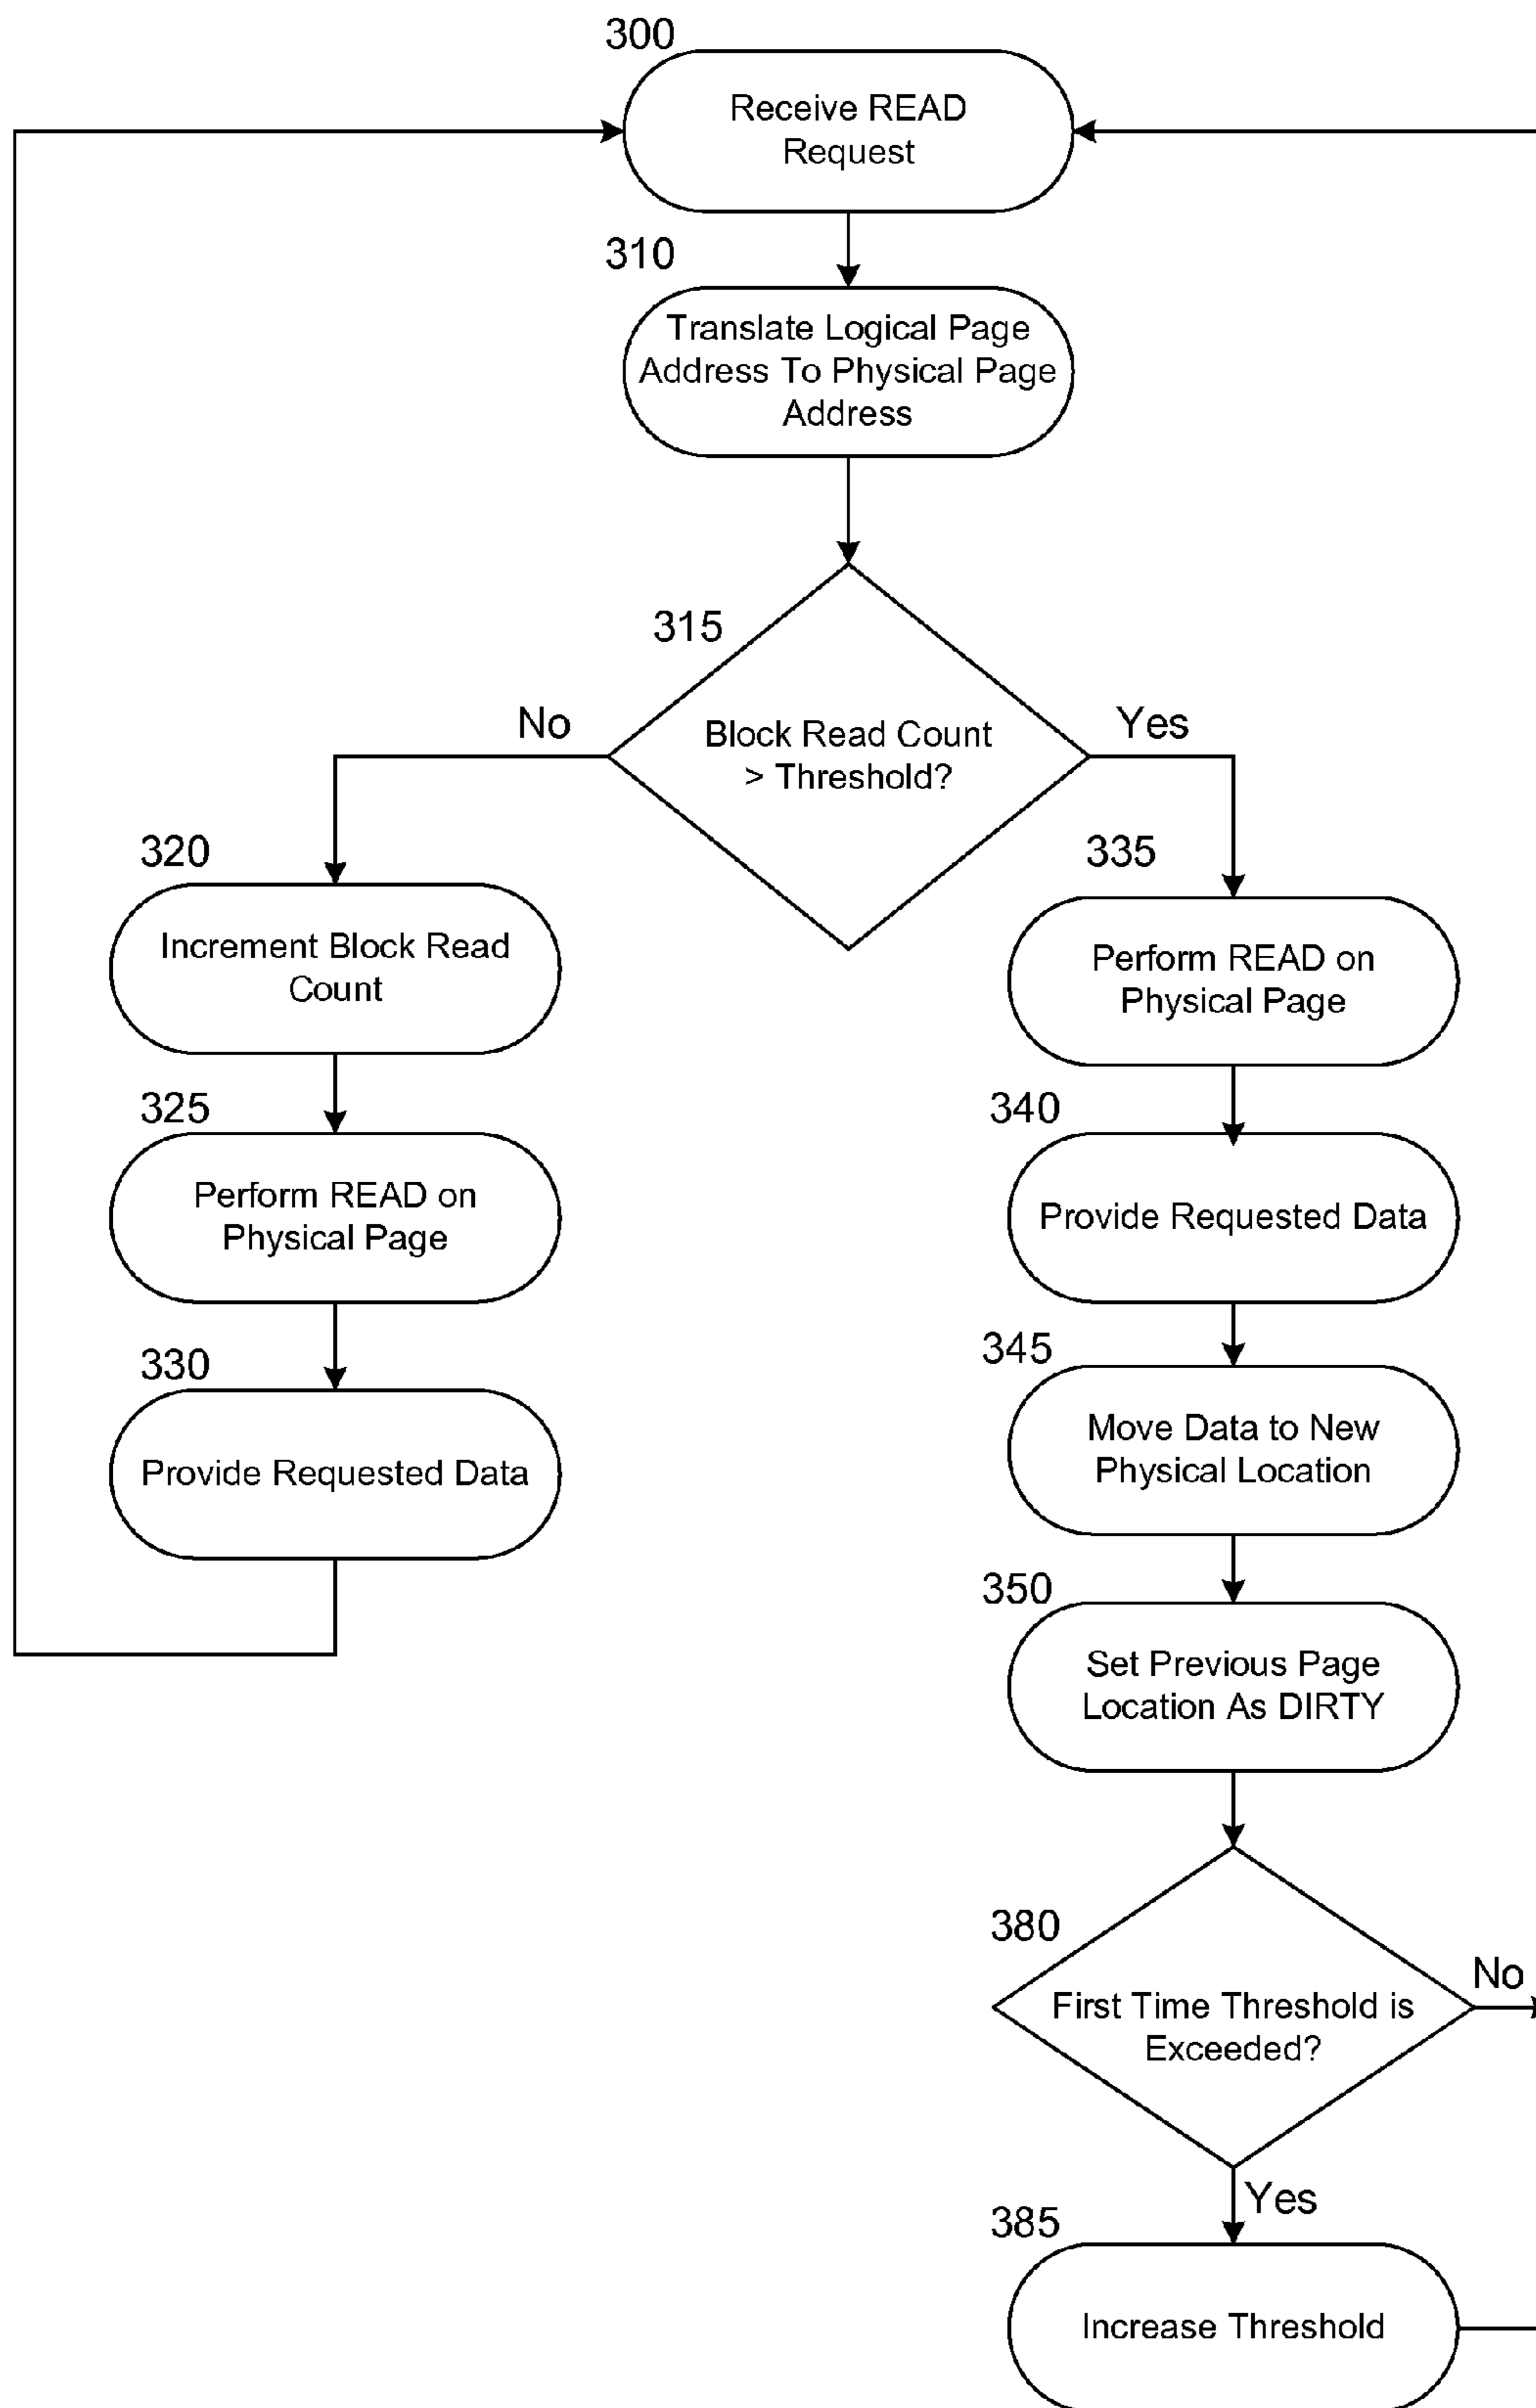 300
Receive READ
Request
310
Translate Logical Page
Address To Physical Page
Address
315
Block Read Count
> Threshold?
No
Yes
320
Increment Block Read
Count
335
Perform READ on
Physical Page
325
Perform READ on
Physical Page
340
Provide Requested Data
330
Provide Requested Data
345
Move Data to New
Physical Location
350
Set Previous Page
Location As DIRTY
380
First Time Threshold is
Exceeded?
No
Yes
385
Increase Threshold